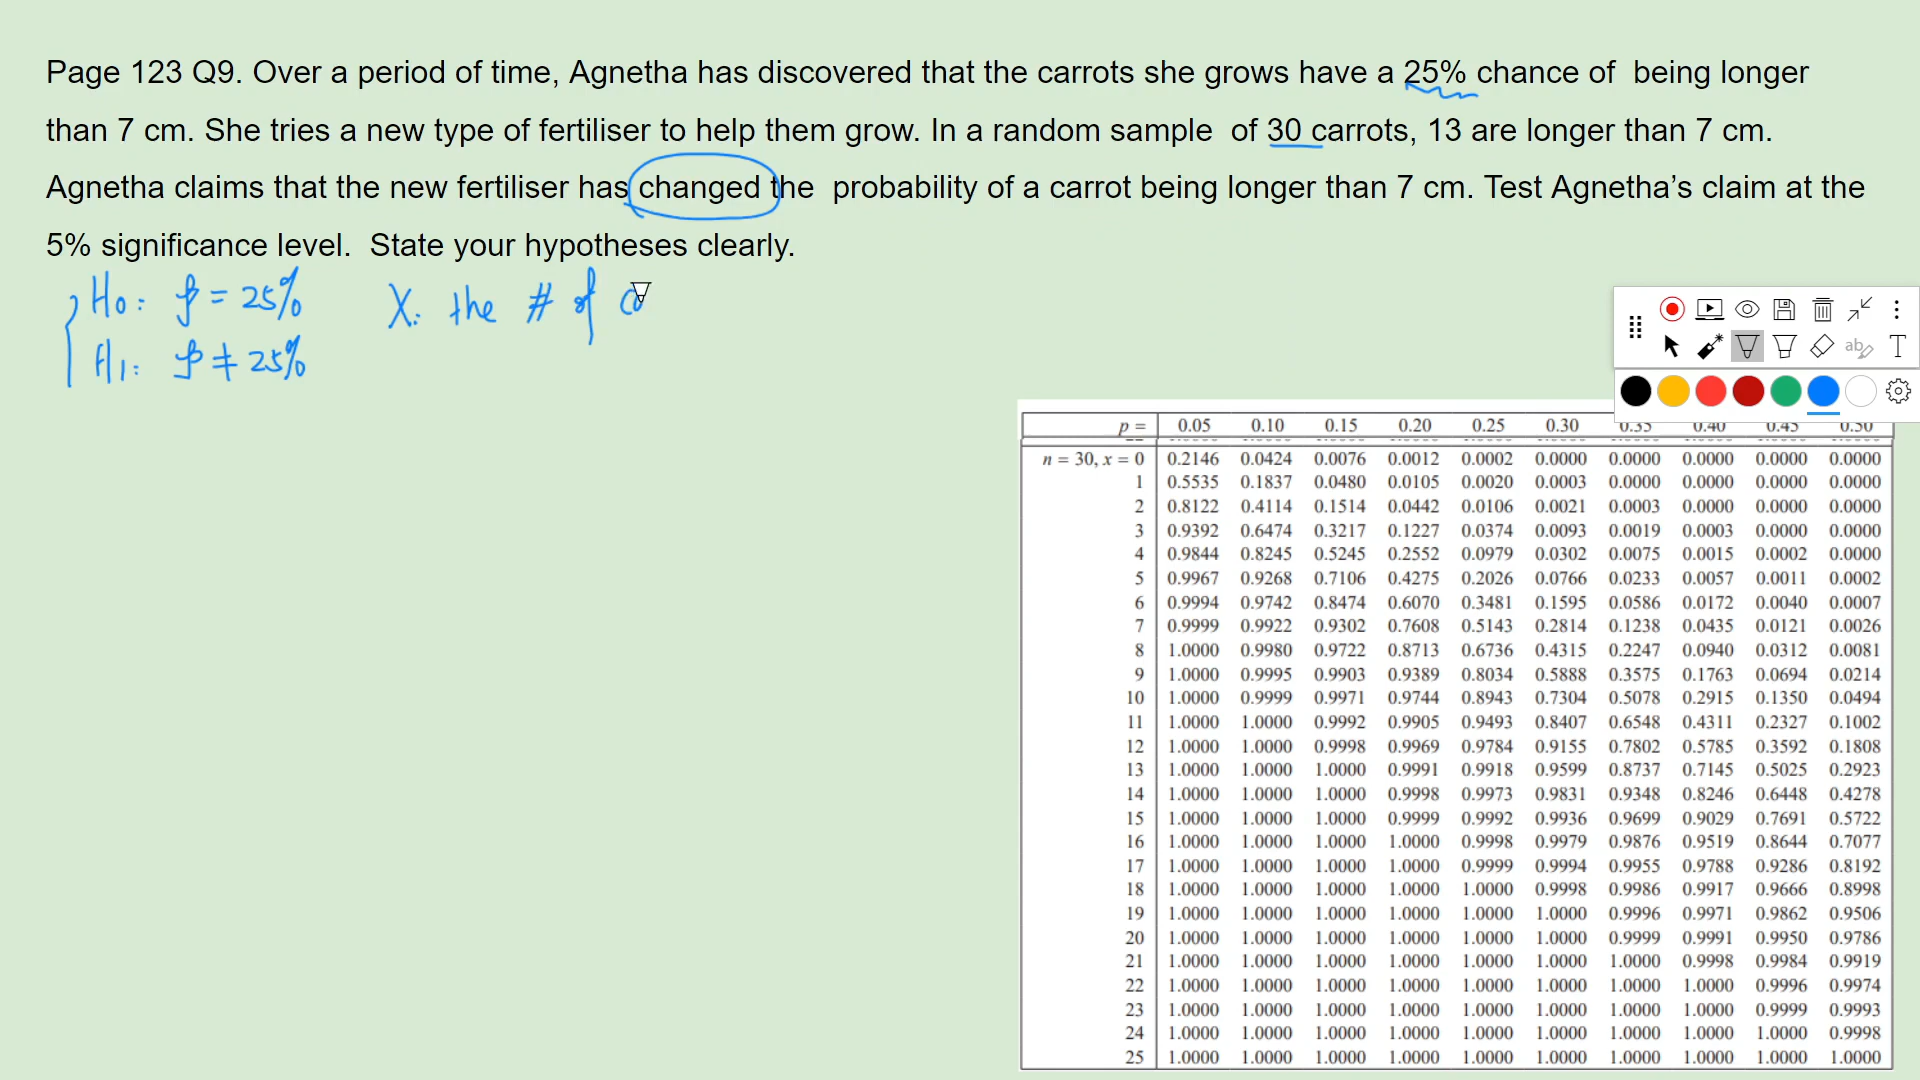 Page 123 Q9. Over a period of time, Agnetha has discovered that the carrots she grows have a 25% chance of being longer
than 7 cm. She tries a new type of fertiliser to help them grow. In a random sample of 30 carrots, 13 are longer than 7 cm.
Agnetha claims that the new fertiliser has changed the probability of a carrot being longer than 7 cm. Test Agnetha's claim at the
5% significance level. State your hypotheses clearly.
H0: p = 25%
X: the # of
H1: p ≠ 25%
ab
T
p = 0.05 0.10 0.15 0.20 0.25 0.30 0.35 0.40 0.45 0.50
n = 30, x = 0 0.2146 0.0424 0.0076 0.0012 0.0002 0.0000 0.0000 0.0000 0.0000 0.0000
1 0.5535 0.1837 0.0480 0.0105 0.0020 0.0003 0.0000 0.0000 0.0000 0.0000
2 0.8122 0.4114 0.1514 0.0442 0.0106 0.0021 0.0003 0.0000 0.0000 0.0000
3 0.9392 0.6474 0.3217 0.1227 0.0374 0.0093 0.0019 0.0003 0.0000 0.0000
4 0.9844 0.8245 0.5245 0.2552 0.0979 0.0302 0.0075 0.0015 0.0002 0.0000
5 0.9967 0.9268 0.7106 0.4275 0.2026 0.0766 0.0233 0.0057 0.0011 0.0002
6 0.9994 0.9742 0.8474 0.6070 0.3481 0.1595 0.0586 0.0172 0.0040 0.0007
7 0.9999 0.9922 0.9302 0.7608 0.5143 0.2814 0.1238 0.0435 0.0121 0.0026
8 1.0000 0.9980 0.9722 0.8713 0.6736 0.4315 0.2247 0.0940 0.0312 0.0081
9 1.0000 0.9995 0.9903 0.9389 0.8034 0.5888 0.3575 0.1763 0.0694 0.0214
10 1.0000 0.9999 0.9971 0.9744 0.8943 0.7304 0.5078 0.2915 0.1350 0.0494
11 1.0000 1.0000 0.9992 0.9905 0.9493 0.8407 0.6548 0.4311 0.2327 0.1002
12 1.0000 1.0000 0.9998 0.9969 0.9784 0.9155 0.7802 0.5785 0.3592 0.1808
13 1.0000 1.0000 1.0000 0.9991 0.9918 0.9599 0.8737 0.7145 0.5025 0.2923
14 1.0000 1.0000 1.0000 0.9998 0.9973 0.9831 0.9348 0.8246 0.6448 0.4278
15 1.0000 1.0000 1.0000 0.9999 0.9992 0.9936 0.9699 0.9029 0.7691 0.5722
16 1.0000 1.0000 1.0000 1.0000 0.9998 0.9979 0.9876 0.9519 0.8644 0.7077
17 1.0000 1.0000 1.0000 1.0000 0.9999 0.9994 0.9955 0.9788 0.9286 0.8192
18 1.0000 1.0000 1.0000 1.0000 1.0000 0.9998 0.9986 0.9917 0.9666 0.8998
19 1.0000 1.0000 1.0000 1.0000 1.0000 1.0000 0.9996 0.9971 0.9862 0.9506
20 1.0000 1.0000 1.0000 1.0000 1.0000 1.0000 0.9999 0.9991 0.9950 0.9786
21 1.0000 1.0000 1.0000 1.0000 1.0000 1.0000 1.0000 0.9998 0.9984 0.9919
22 1.0000 1.0000 1.0000 1.0000 1.0000 1.0000 1.0000 1.0000 0.9996 0.9974
23 1.0000 1.0000 1.0000 1.0000 1.0000 1.0000 1.0000 1.0000 0.9999 0.9993
24 1.0000 1.0000 1.0000 1.0000 1.0000 1.0000 1.0000 1.0000 1.0000 0.9998
25 1.0000 1.0000 1.0000 1.0000 1.0000 1.0000 1.0000 1.0000 1.0000 1.0000